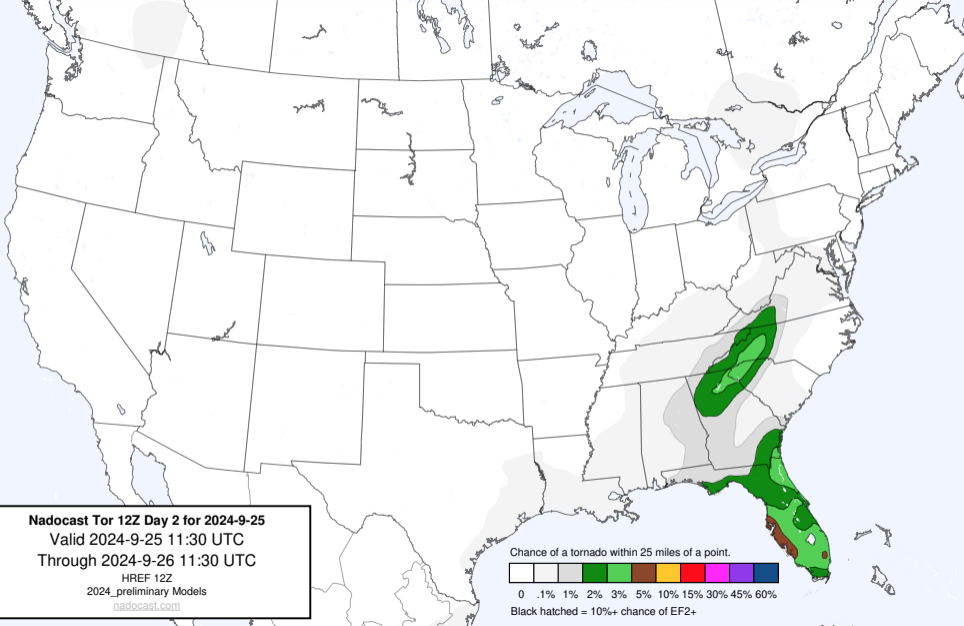 Nadocast Tor 12Z Day 2 for 2024-9-25
Valid 2024-9-25 11:30 UTC
Through 2024-9-26 11:30 UTC
HREF 12Z
2024_preliminary Models
nadocast.com
Chance of a tornado within 25 miles of a point.
0 .1% 1% 2% 3% 5% 10% 15% 30% 45% 60%
Black hatched = 10%+ chance of EF2+